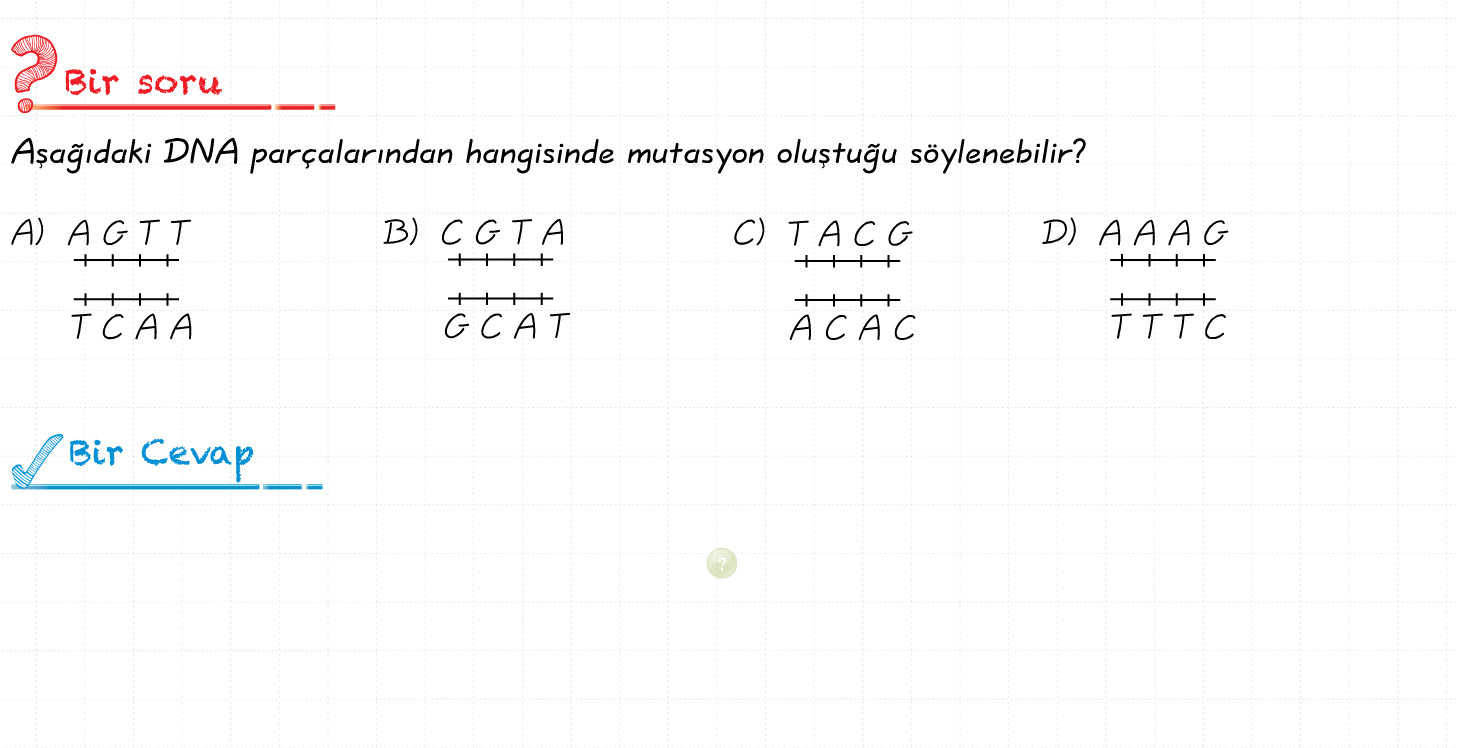 ? Bir soru
Aşağıdaki DNA parçalarından hangisinde mutasyon oluştuğu söylenebilir?
A) A G T T B) C G T A C) T A C G D) A A A G
T C A A G C A T A C A C T T T C
Bir Cevap
?